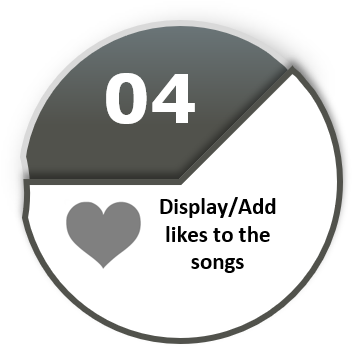 04
Display/Add
likes to the
songs